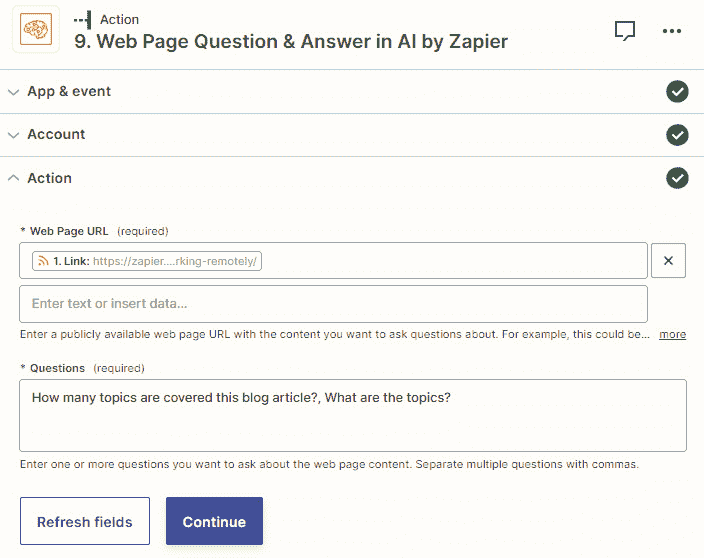 Action
9. Web Page Question & Answer in AI by Zapier
App & event
Account
Action
* Web Page URL (required)
1. Link: https://zapier....rking-remotely/
Enter text or insert data...
Enter a publicly available web page URL with the content you want to ask questions about. For example, this could be... more
* Questions (required)
How many topics are covered this blog article?, What are the topics?
Enter one or more questions you want to ask about the web page content. Separate multiple questions with commas.
Refresh fields Continue